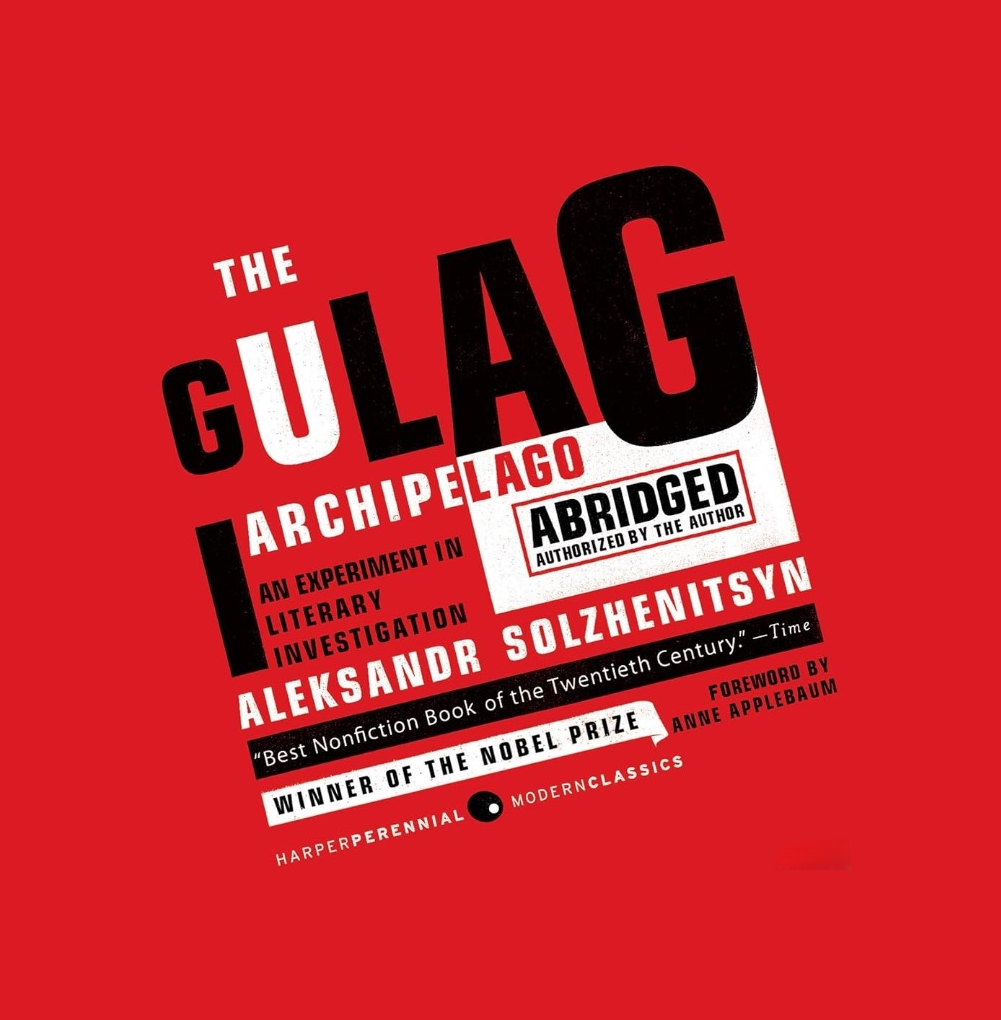 THE
GULAG
ARCHIPELAGO
I
AN EXPERIMENT IN
LITERARY
INVESTIGATION
ABRIDGED
AUTHORIZED BY THE AUTHOR
ALEKSANDR SOLZHENITSYN
“Best Nonfiction Book of the Twentieth Century.” —Time
FOREWORD BY
ANNE APPLEBAUM
WINNER OF THE NOBEL PRIZE
HARPERPERENNIAL MODERNCLASSICS